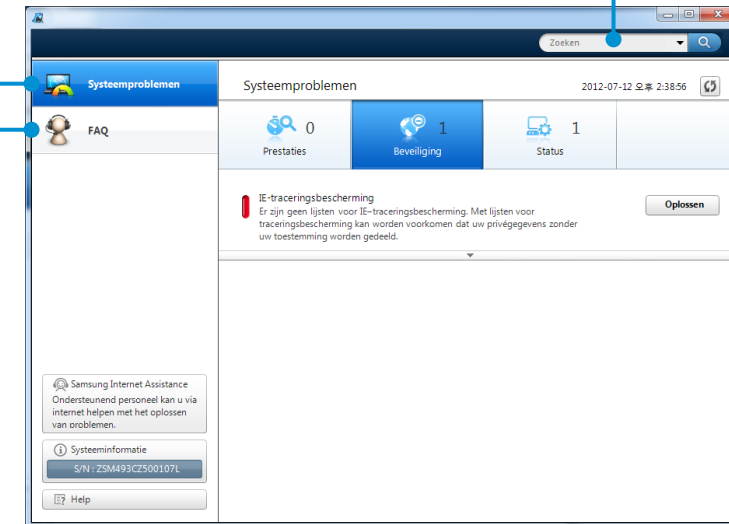 Zoeken
Systeemproblemen
FAQ
Systeemproblemen
2012-07-12 오후 2:38:56
0
Prestaties
1
Beveiliging
1
Status
IE-traceringsbescherming
Er zijn geen lijsten voor IE-traceringsbescherming. Met lijsten voor
traceringsbescherming kan worden voorkomen dat uw privégegevens zonder
uw toestemming worden gedeeld.
Oplossen
Samsung Internet Assistance
Ondersteunend personeel kan u via
internet helpen met het oplossen
van problemen.
Systeeminformatie
S/N : ZSM493CZ500107L
Help